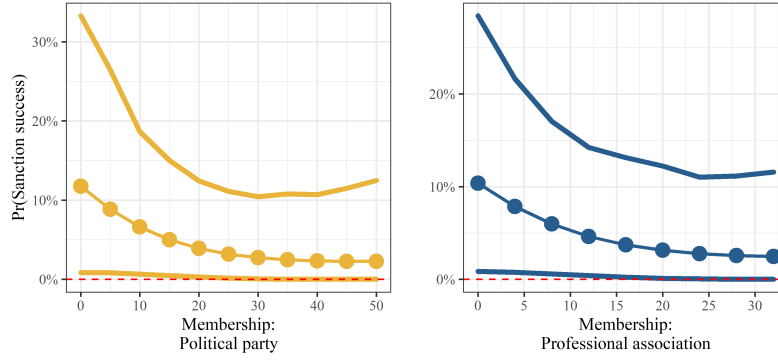 Pr(Sanction success)
30%
20%
10%
0%
0 10 20 30 40 50
Membership:
Political party
20%
10%
0%
0 5 10 15 20 25 30
Membership:
Professional association